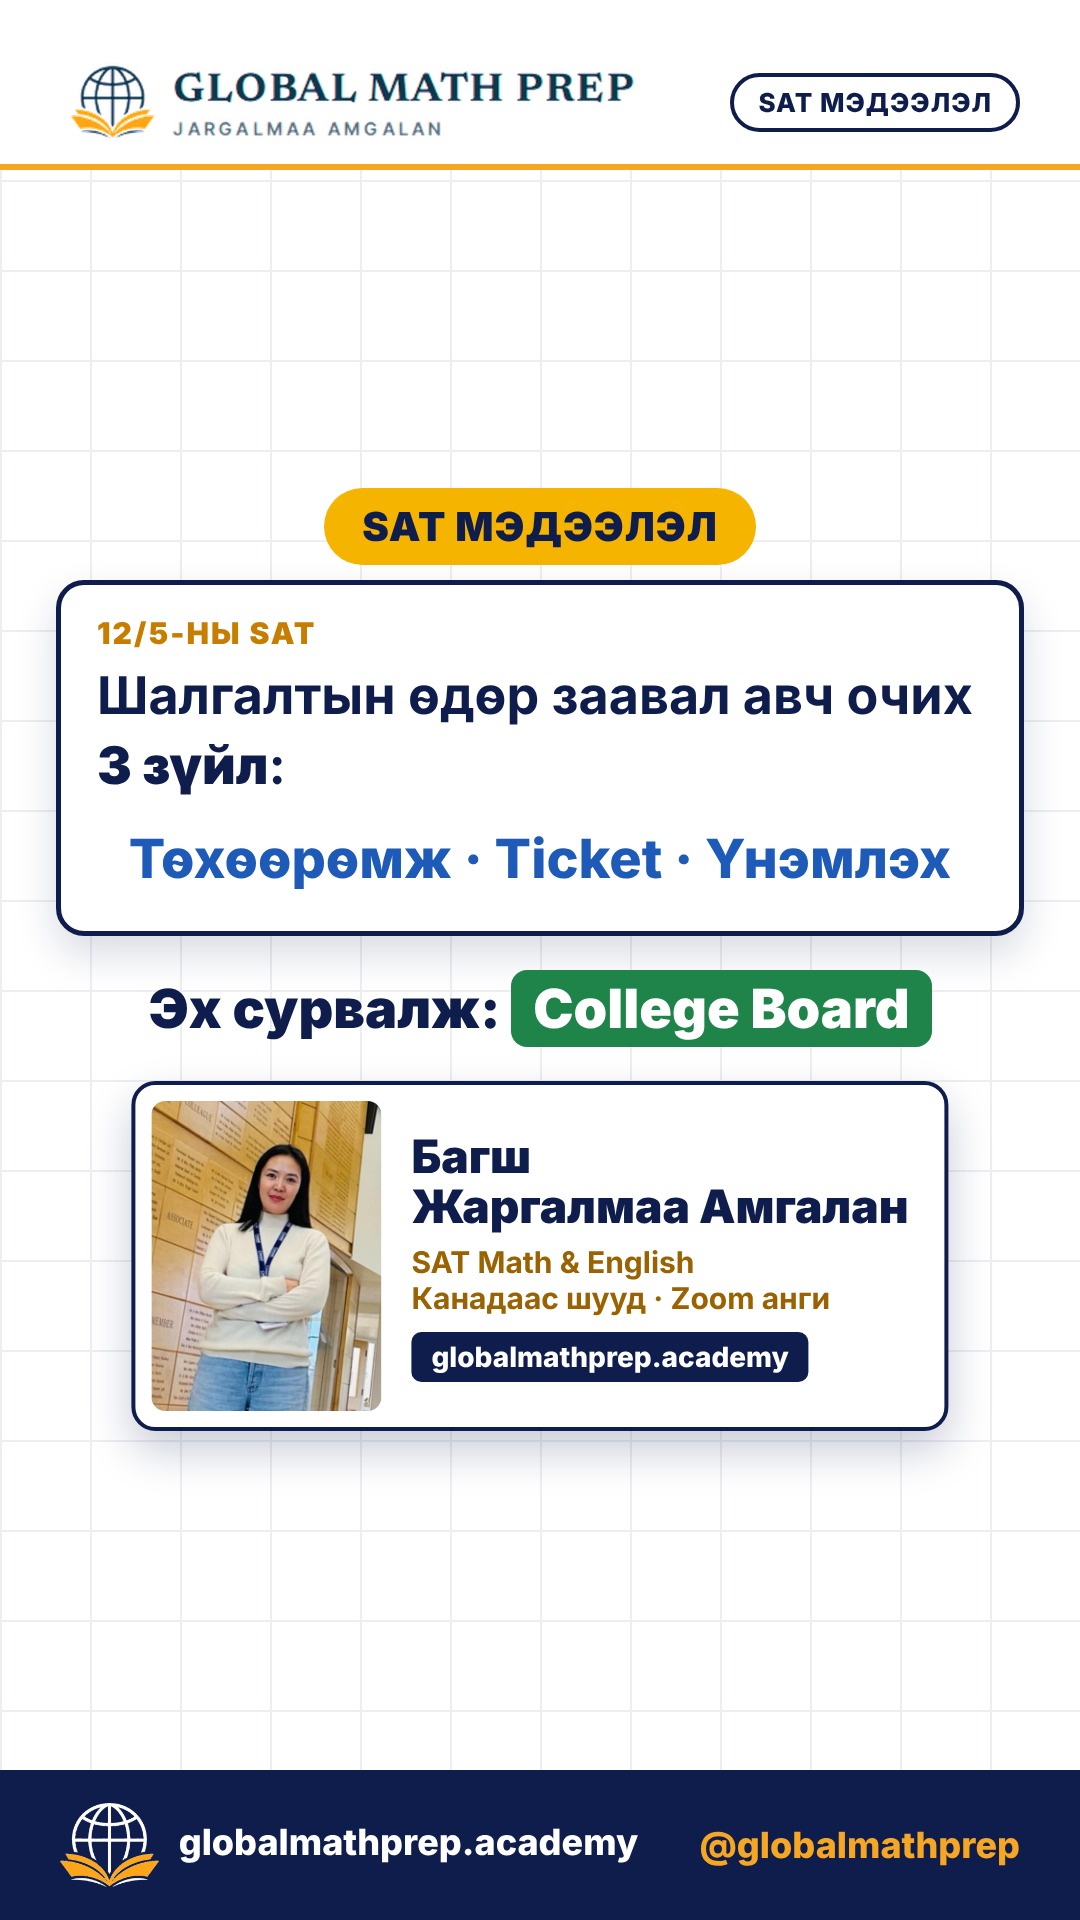 GLOBAL MATH PREP
JARGALMAA AMGALAN
SAT МЭДЭЭЛЭЛ
SAT МЭДЭЭЛЭЛ
12/5-НЫ SAT
Шалгалтын өдөр заавал авч очих
3 зүйл:
Төхөөрөмж · Ticket · Үнэмлэх
Эх сурвалж: College Board
ASSOCIATE
Багш
Жаргалмаа Амгалан
SAT Math & English
Канадаас шууд · Zoom анги
globalmathprep.academy
globalmathprep.academy
@globalmathprep